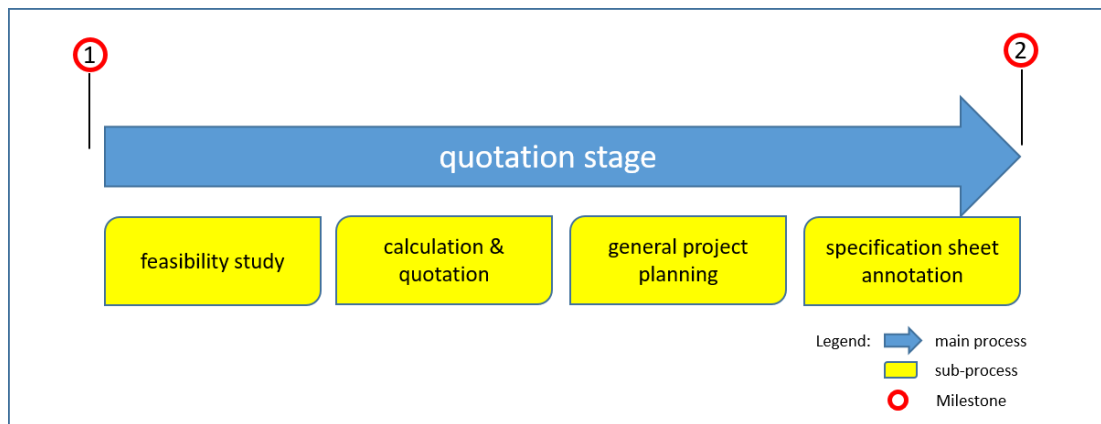 1
2
quotation stage
feasibility study
calculation &
quotation
general project
planning
specification sheet
annotation
Legend:
main process
sub-process
Milestone